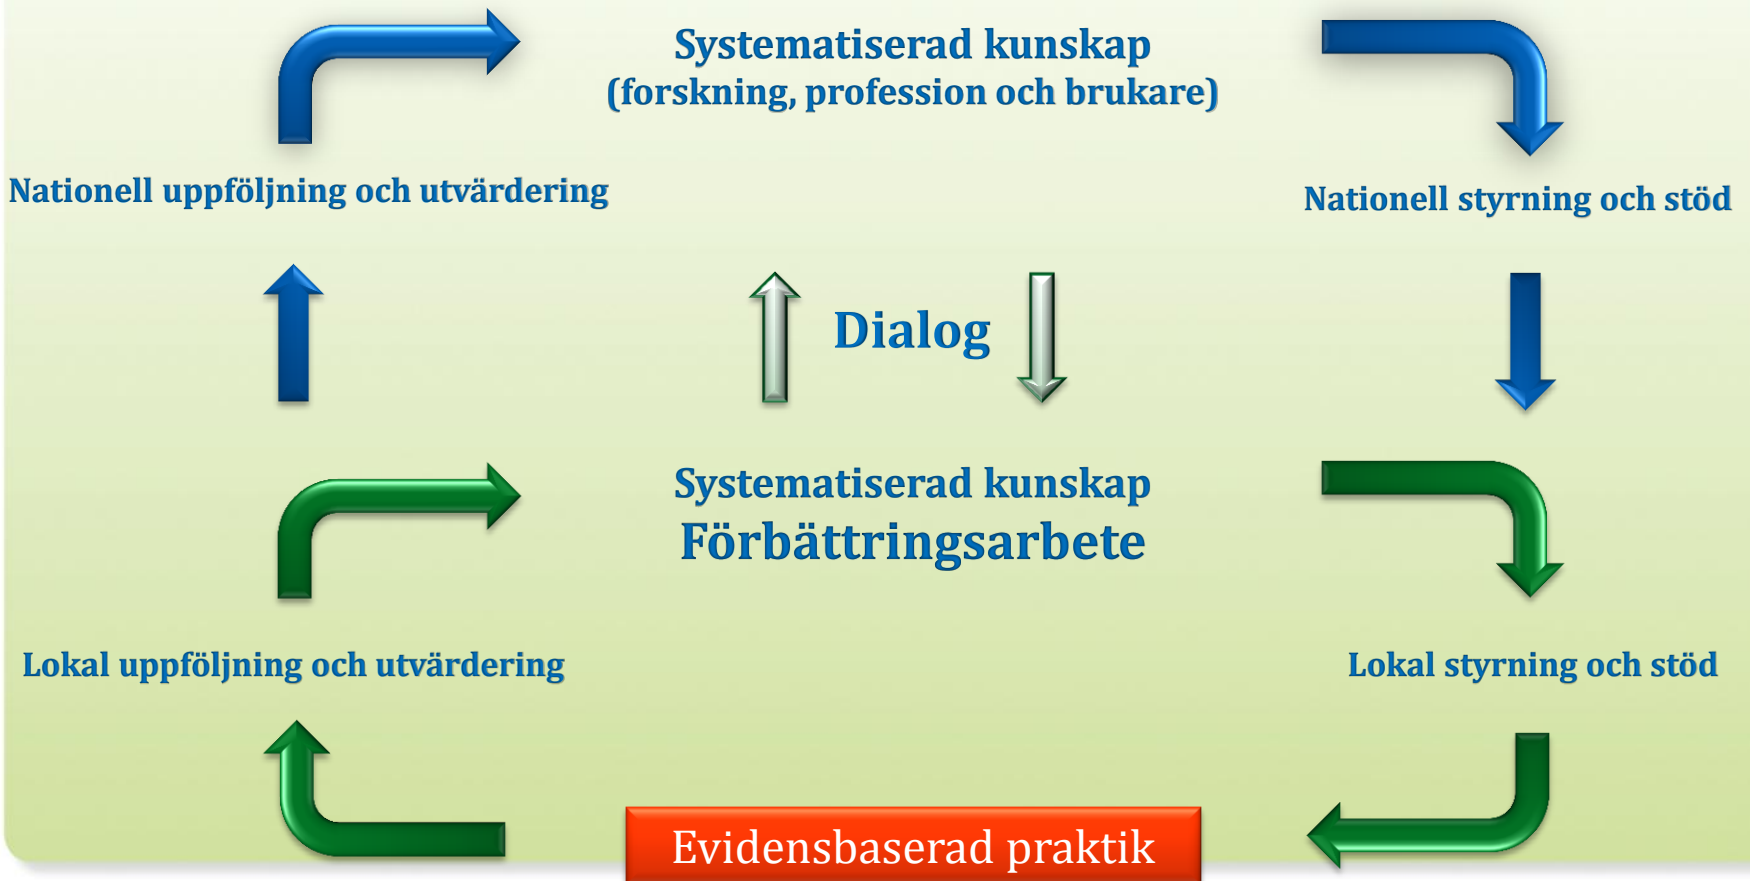 Systematiserad kunskap
(forskning, profession och brukare)
Nationell uppföljning och utvärdering
Nationell styrning och stöd
Dialog
Systematiserad kunskap
Förbättringsarbete
Lokal uppföljning och utvärdering
Lokal styrning och stöd
Evidensbaserad praktik